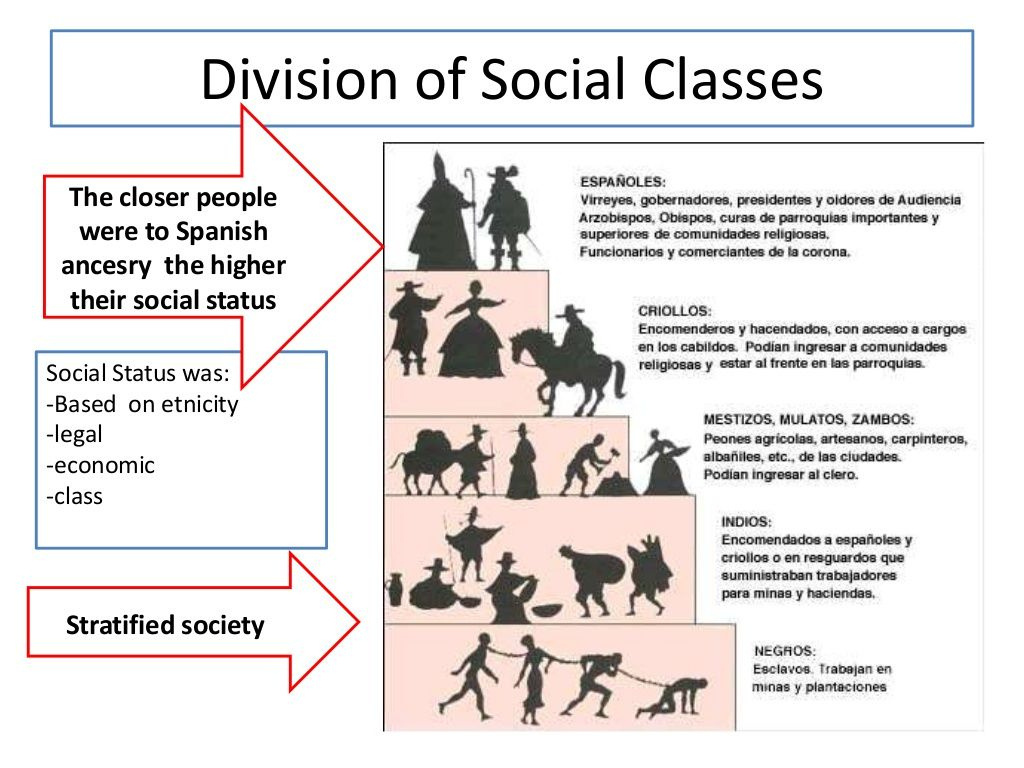 Division of Social Classes
The closer people
were to Spanish
ancesry the higher
their social status
Social Status was:
-Based on etnicity
-legal
-economic
-class
Stratified society
ESPAÑOLES:
Virreyes, gobernadores, presidentes y oidores de Audiencia
Arzobispos, Obispos, curas de parroquias importantes y
superiores de comunidades religiosas.
Funcionarios y comerciantes de la corona.
CRIOLLOS:
Encomenderos y hacendados, con acceso a cargos
en los cabildos. Podían ingresar a comunidades
religiosas y estar al frente en las parroquias.
MESTIZOS, MULATOS, ZAMBOS:
Peones agrícolas, artesanos, carpinteros,
albañiles, etc., de las ciudades.
Podían ingresar al clero.
INDIOS:
Encomendados a españoles y
criollos o en resguardos que
suministraban trabajadores
para minas y haciendas.
NEGROS:
Esclavos. Trabajan en
minas y plantaciones